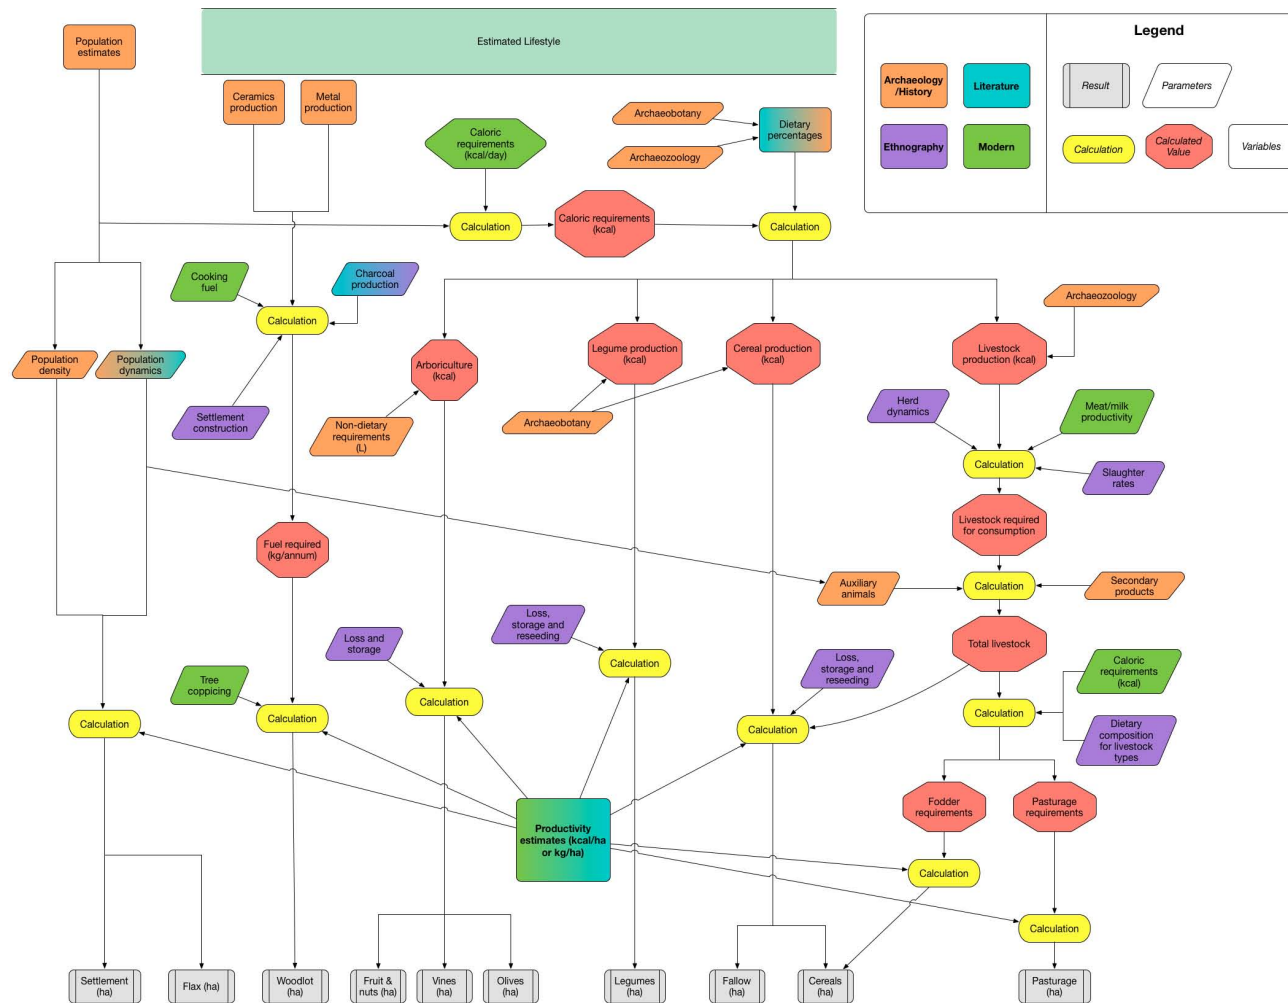 Population
estimates
Estimated Lifestyle
Legend
Archaeology
/History
Literature
Result
Parameters
Ethnography
Modern
Calculation
Calculated
Value
Variables
Ceramics
production
Metal
production
Caloric
requirements
(kcal/day)
Archaeobotany
Archaeozoology
Dietary
percentages
Calculation
Caloric requirements
(kcal)
Calculation
Cooking
fuel
Charcoal
production
Calculation
Archaeozoology
Population
density
Population
dynamics
Arboriculture
(kcal)
Legume production
(kcal)
Cereal production
(kcal)
Livestock
production (kcal)
Settlement
construction
Non-dietary
requirements
(L)
Archaeobotany
Herd
dynamics
Meat/milk
productivity
Calculation
Slaughter
rates
Fuel required
(kg/annum)
Livestock required
for consumption
Auxiliary
animals
Calculation
Secondary
products
Loss and
storage
Loss,
storage and
reseeding
Total livestock
Calculation
Loss,
storage and
reseeding
Caloric
requirements
(kcal)
Tree
coppicing
Calculation
Calculation
Calculation
Calculation
Calculation
Dietary
composition
for livestock
types
Productivity
estimates (kcal/ha
or kg/ha)
Fodder
requirements
Pasturage
requirements
Calculation
Calculation
Settlement
(ha)
Flax (ha)
Woodlot
(ha)
Fruit &
nuts (ha)
Vines
(ha)
Olives
(ha)
Legumes
(ha)
Fallow
(ha)
Cereals
(ha)
Pasturage
(ha)